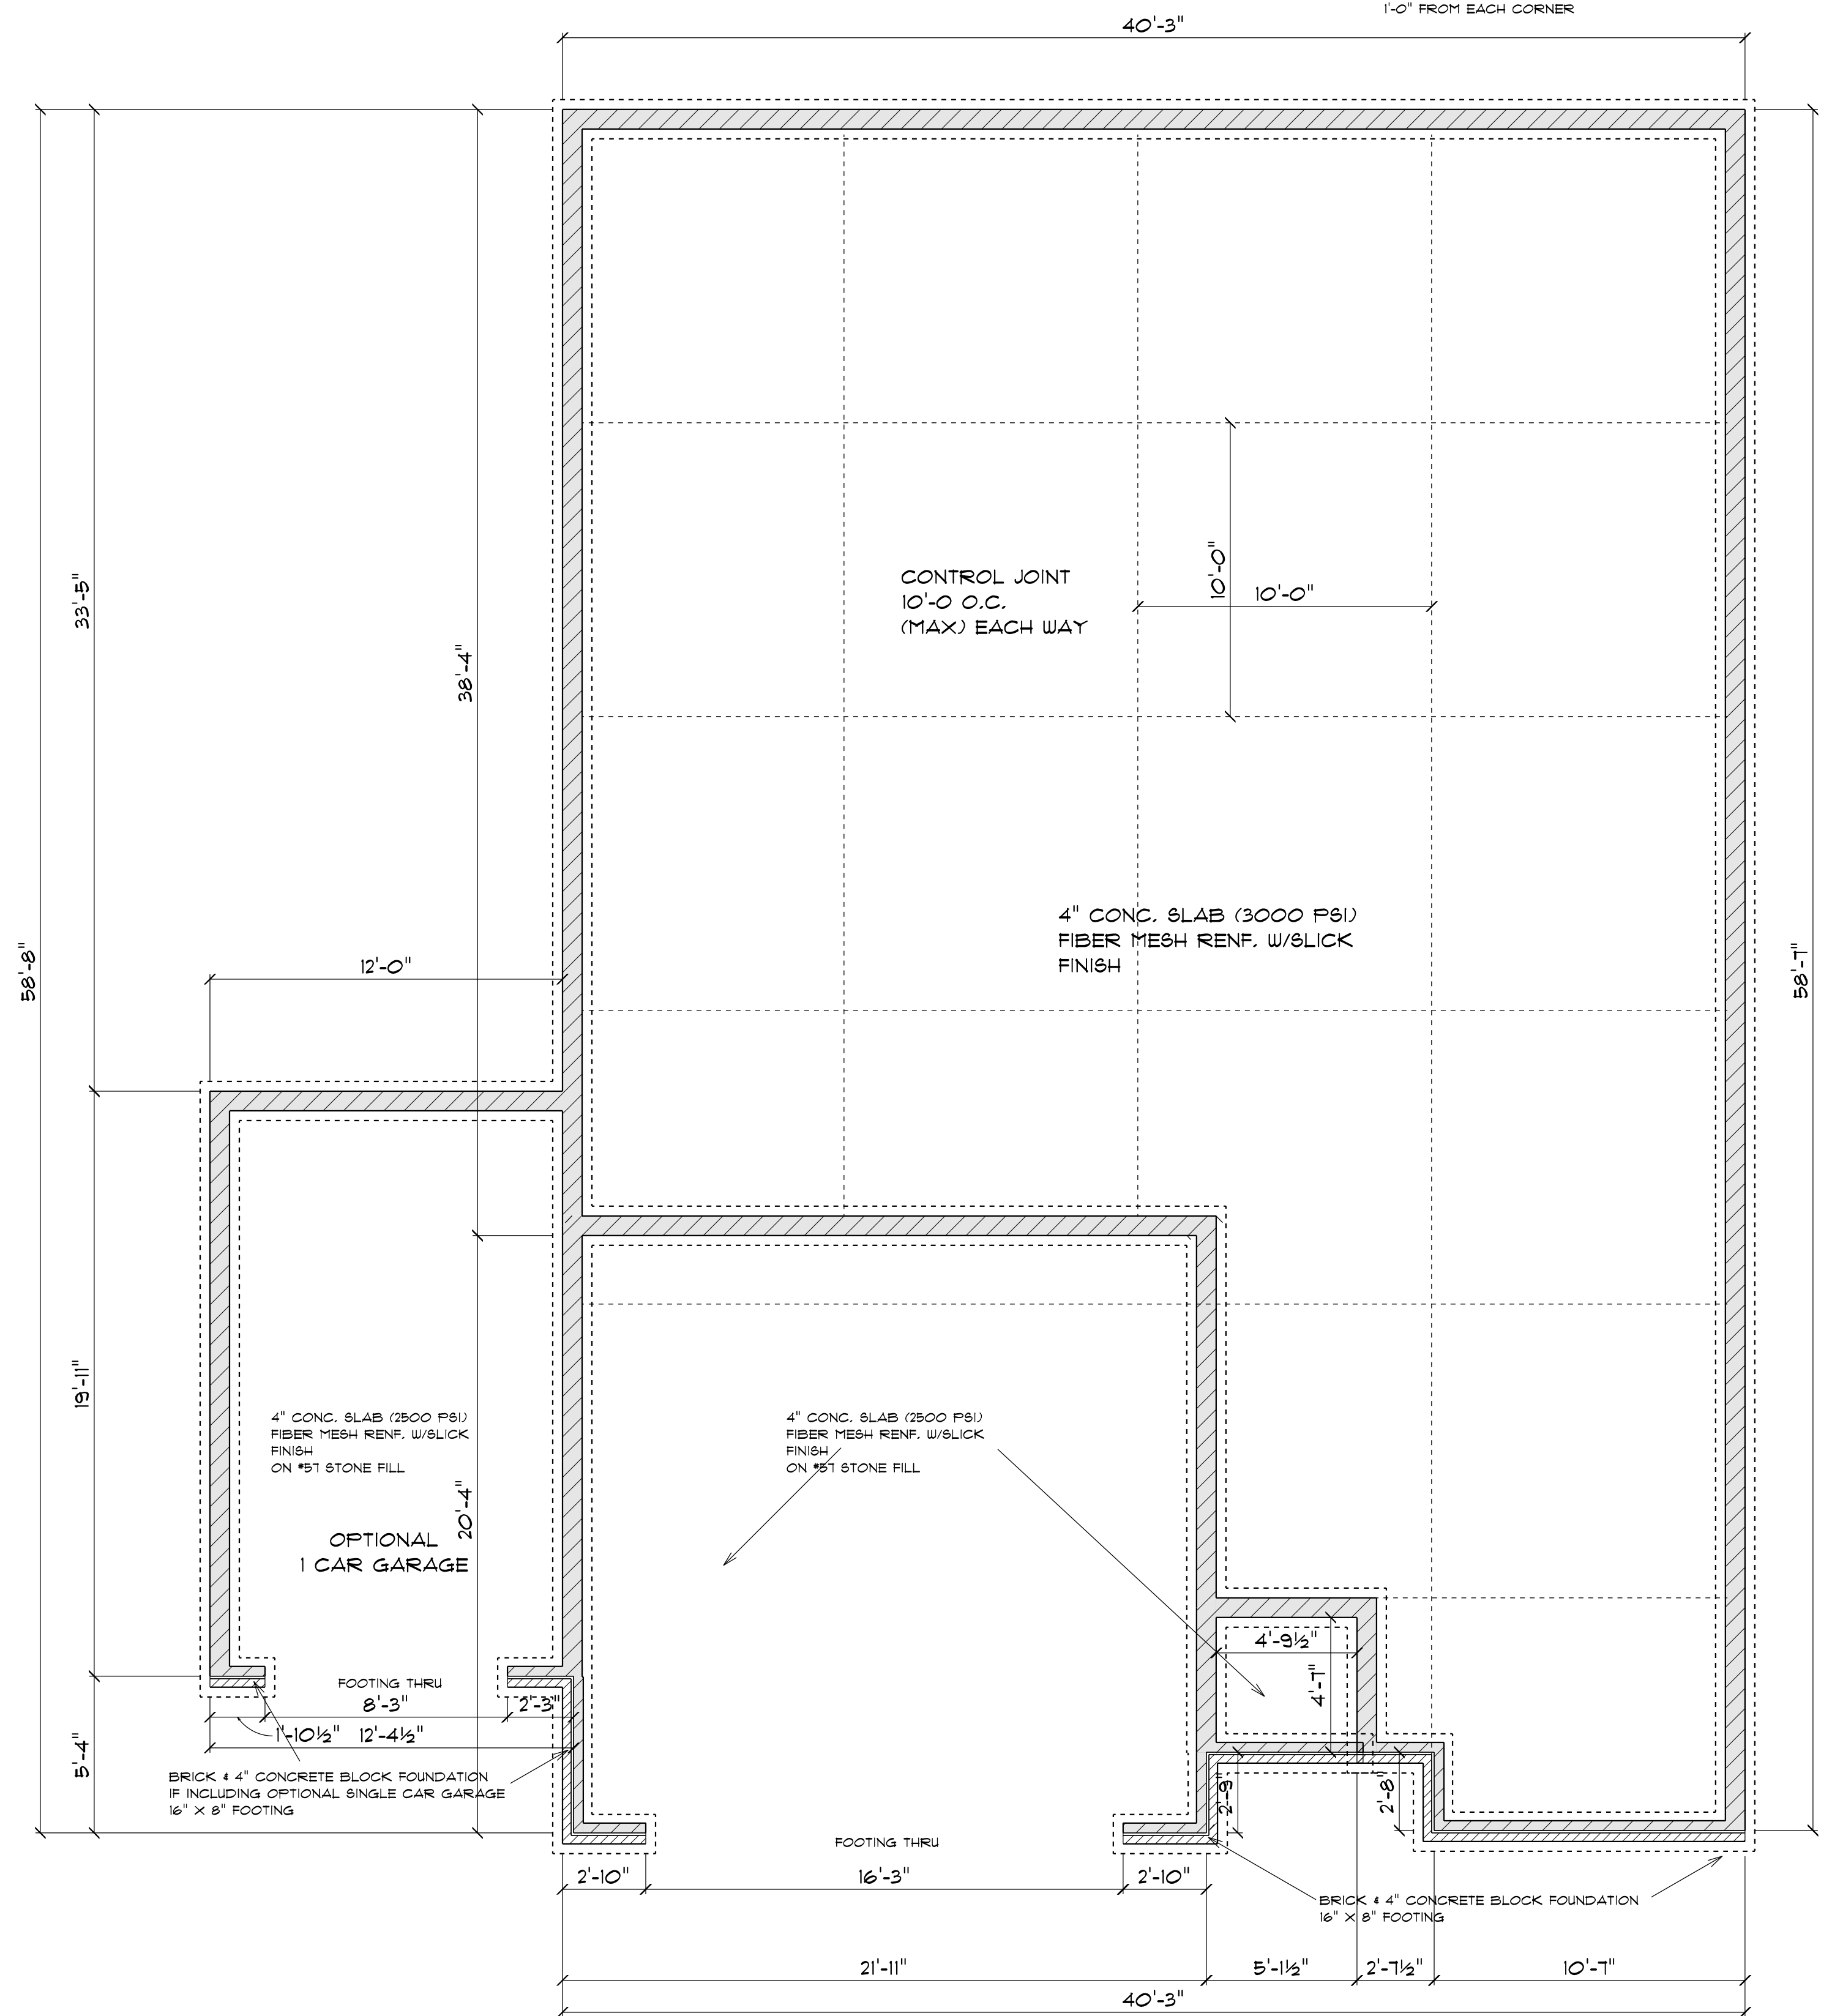 1'-0" FROM EACH CORNER
40'-3"
33'-5"
38'-4"
58'-8"
CONTROL JOINT
10'-0 O.C.
(MAX) EACH WAY
10'-0"
10'-0"
4" CONC. SLAB (3000 PSI)
FIBER MESH RENF. W/SLICK
FINISH
58'-7"
12'-0"
19'-11"
4" CONC. SLAB (2500 PSI)
FIBER MESH RENF. W/SLICK
FINISH
ON #57 STONE FILL
20'-4"
OPTIONAL
1 CAR GARAGE
4" CONC. SLAB (2500 PSI)
FIBER MESH RENF. W/SLICK
FINISH
ON #57 STONE FILL
4'-9½"
4'-7"
FOOTING THRU
8'-3"
2'-3"
1'-10½"
12'-4½"
5'-4"
BRICK & 4" CONCRETE BLOCK FOUNDATION
IF INCLUDING OPTIONAL SINGLE CAR GARAGE
16" X 8" FOOTING
2'-9"
2'-8"
FOOTING THRU
2'-10"
16'-3"
2'-10"
BRICK & 4" CONCRETE BLOCK FOUNDATION
16" X 8" FOOTING
21'-11"
5'-1½"
2'-7½"
10'-7"
40'-3"